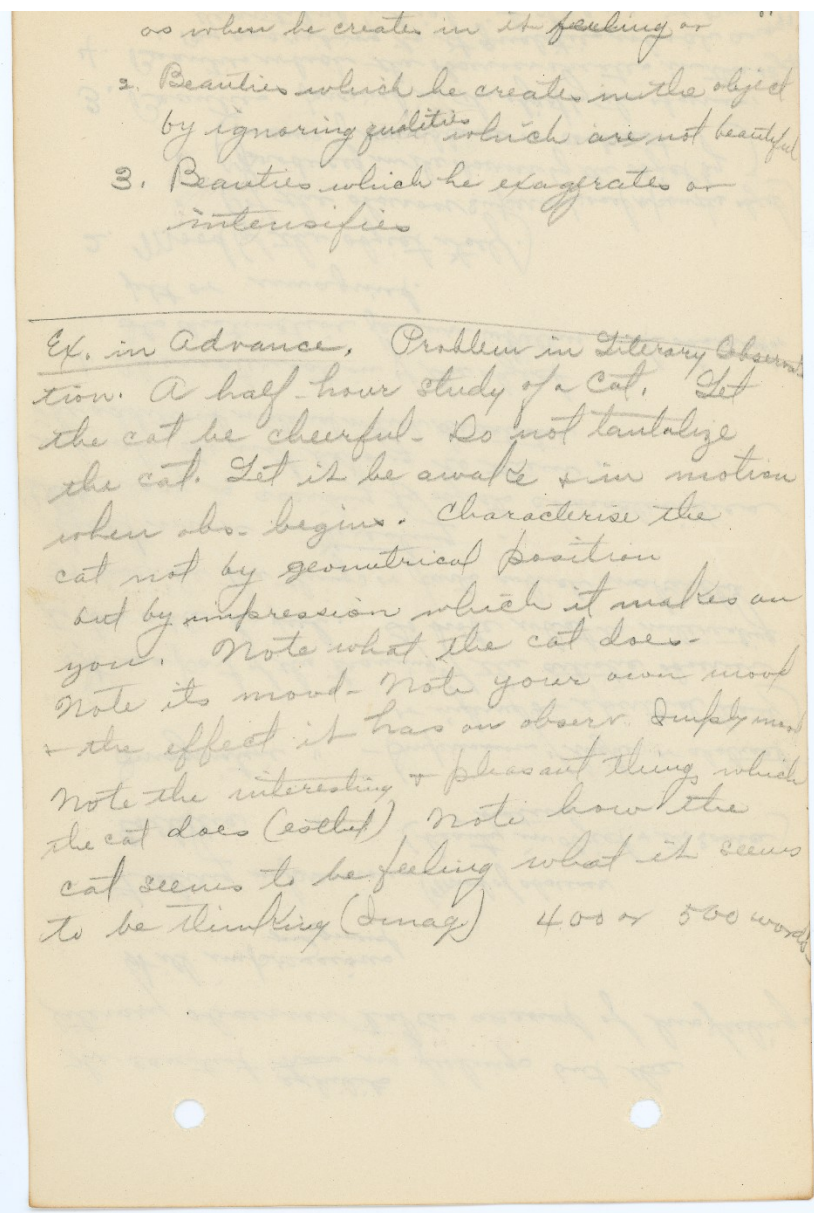 as when he creates in it feeling or
2. Beauties which he creates in the object
by ignoring qualities which are not beautiful
3. Beauties which he exagerates or
intensifies
Ex. in Advance. Problem in Literary Observa-
tion. A half-hour study of a Cat. Let
the cat be cheerful - Do not tantalize
the cat. Let it be awake & in motion
when obs. begins. Characterise the
cat not by geometrical position
but by impression which it makes on
you. Note what the cat does -
Note its mood - Note your own mood
& the effect it has on observ.
Note the interesting & pleasant things which
the cat does (esthet) Note how the
cat seems to be feeling what it seems
to be thinking (Imag.) 400 or 500 words